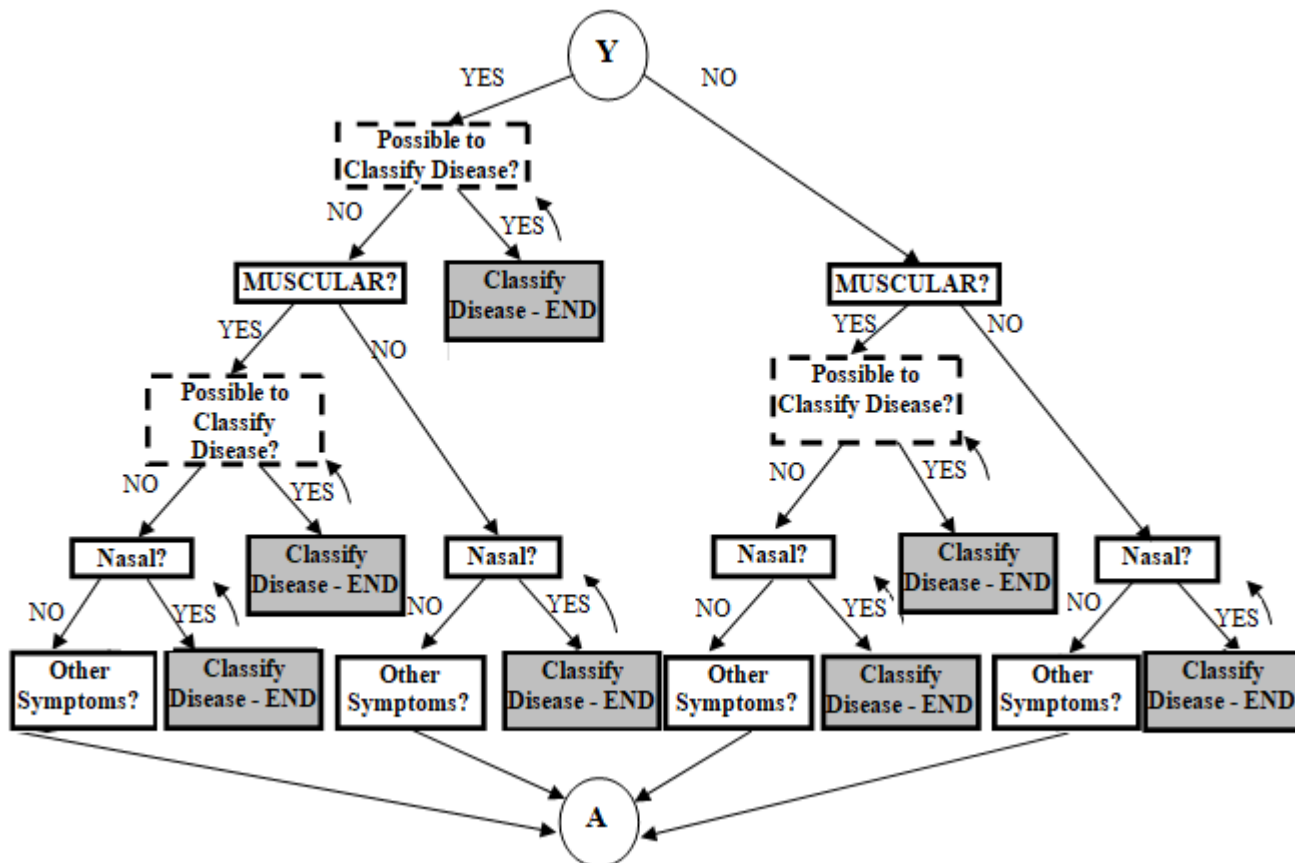 Y
YES
NO
Possible to
Classify Disease?
NO
YES
MUSCULAR?
Classify
Disease - END
MUSCULAR?
YES
NO
YES
NO
Possible to
Classify
Disease?
Possible to
Classify Disease?
NO
YES
NO
YES
Nasal?
Classify
Disease - END
Nasal?
Nasal?
Classify
Disease - END
Nasal?
NO
YES
NO
YES
NO
YES
NO
YES
Other
Symptoms?
Classify
Disease - END
Other
Symptoms?
Classify
Disease - END
Other
Symptoms?
Classify
Disease - END
Other
Symptoms?
Classify
Disease - END
A